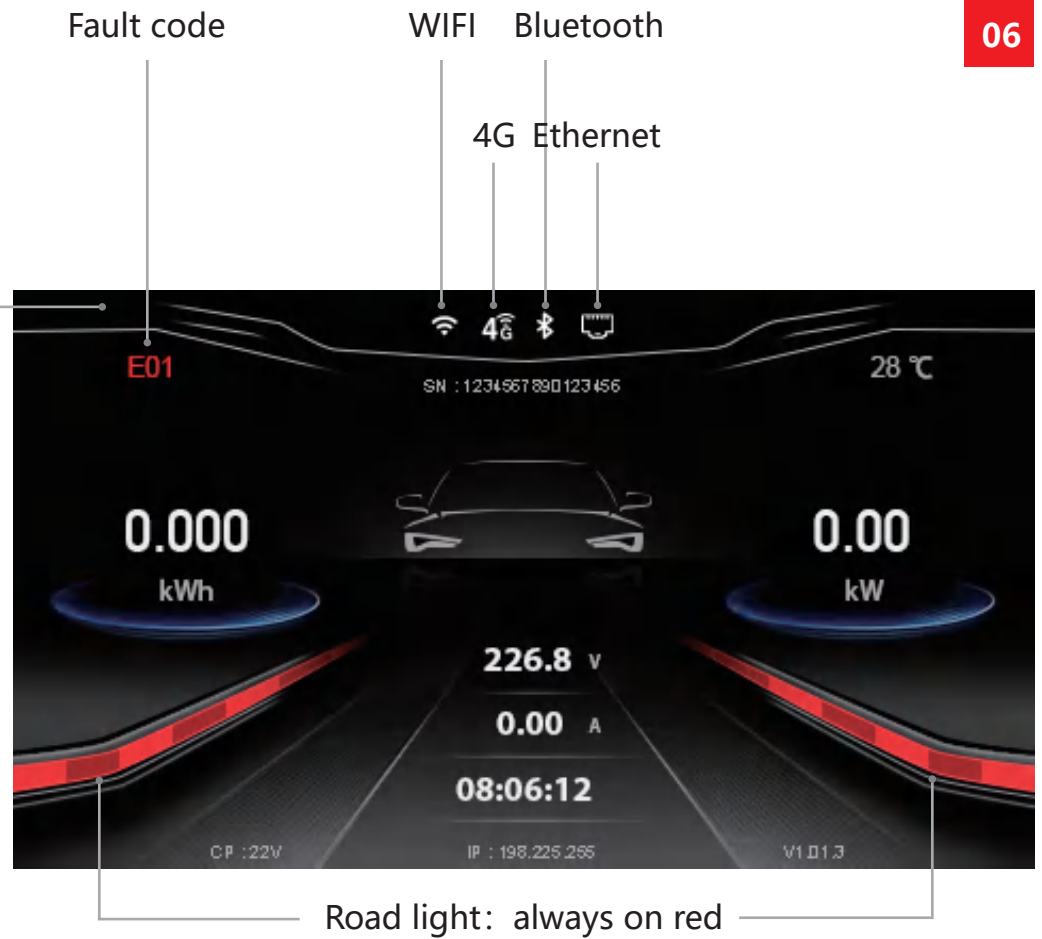 Fault code WIFI Bluetooth 06
4G Ethernet
4G
E01 28 ℃
SN : 1234567890123456
0.000 0.00
kWh kW
226.8 V
0.00 A
08:06:12
CP :22V IP : 198.225.255 V1.01.3
Road light: always on red